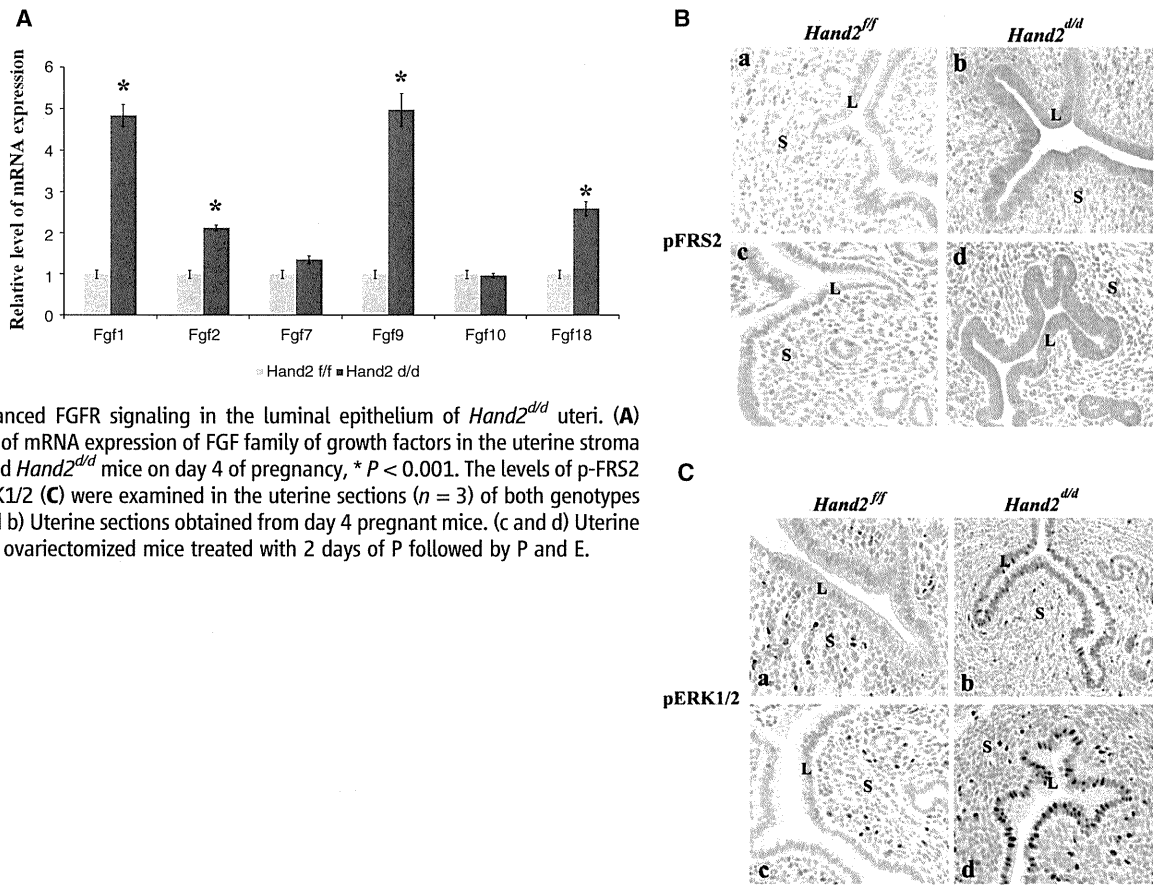 A
Relative level of mRNA expression
6
5
4
3
2
1
0
*
*
*
*
Fgf1 Fgf2 Fgf7 Fgf9 Fgf10 Fgf18
Hand2 f/f Hand2 d/d
anced FGFR signaling in the luminal epithelium of Hand2d/d uteri. (A)
of mRNA expression of FGF family of growth factors in the uterine stroma
d Hand2d/d mice on day 4 of pregnancy, * P < 0.001. The levels of p-FRS2
K1/2 (C) were examined in the uterine sections (n = 3) of both genotypes
l b) Uterine sections obtained from day 4 pregnant mice. (c and d) Uterine
ovariectomized mice treated with 2 days of P followed by P and E.
B
Hand2f/f Hand2d/d
a L S
b L S
pFRS2
c L S
d S L
C
Hand2f/f Hand2d/d
L S a
L S b
pERK1/2
L S c
S L d